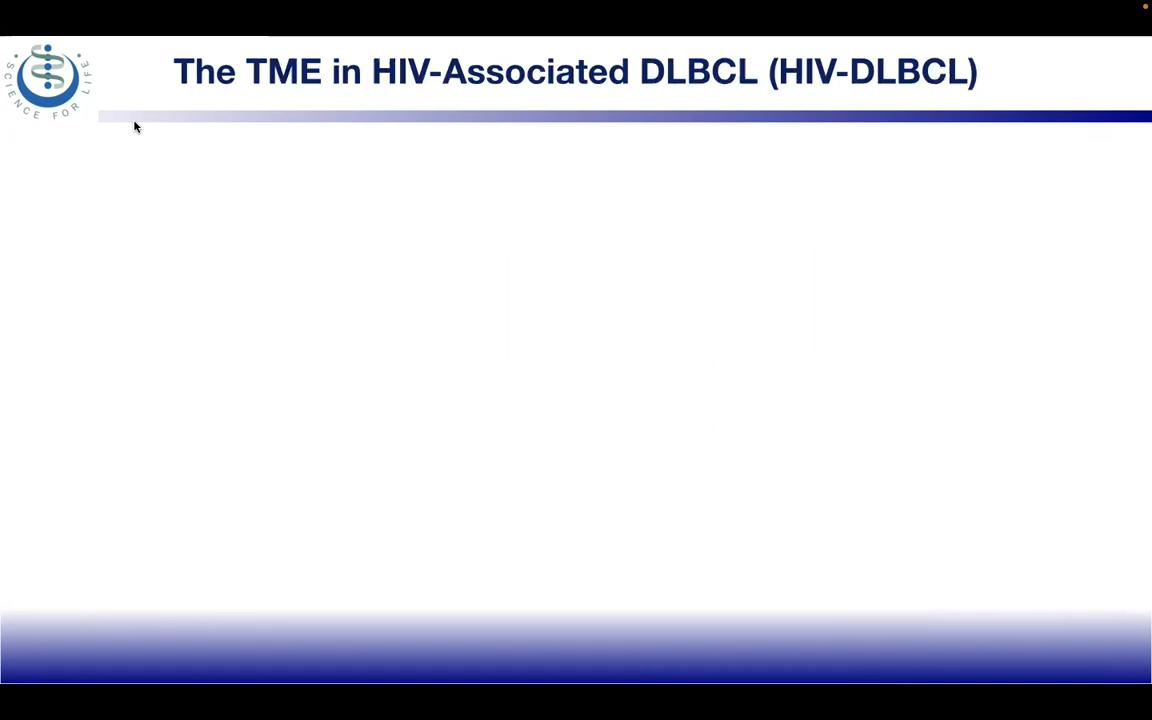 The TME in HIV-Associated DLBCL (HIV-DLBCL)
SCIENCE FOR LIFE